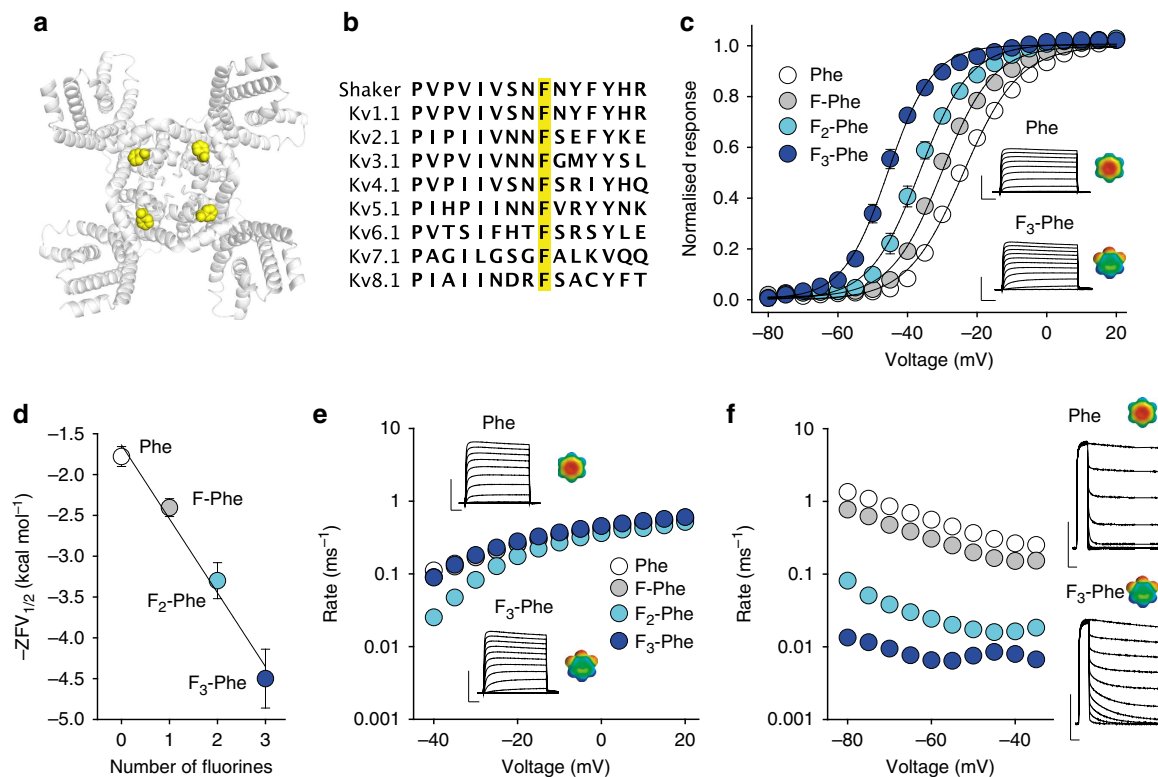 a
b
Shaker PVPVIVSNFNYFYHR
Kv1.1 PVPVIVSNFNYFYHR
Kv2.1 PIPIIVNNFSEFYKE
Kv3.1 PVPVIVNNFGMYYSL
Kv4.1 PVPIIVSNFSRIYHQ
Kv5.1 PIHPIINNFVRYYNK
Kv6.1 PVTSIFHTFSRSYLE
Kv7.1 PAGILGSGFALKVQQ
Kv8.1 PIAIINDRFSACYFT
c
Normalised response
1.0
0.8
0.6
0.4
0.2
0.0
Phe
F-Phe
F2-Phe
F3-Phe
Phe
F3-Phe
−80 −60 −40 −20 0 20
Voltage (mV)
d
−ZFV1/2 (kcal mol−1)
−1.5
−2.0
−2.5
−3.0
−3.5
−4.0
−4.5
−5.0
Phe
F-Phe
F2-Phe
F3-Phe
0 1 2 3
Number of fluorines
e
Rate (ms−1)
10
1
0.1
0.01
0.001
Phe
F3-Phe
Phe
F-Phe
F2-Phe
F3-Phe
−40 −20 0 20
Voltage (mV)
f
Rate (ms−1)
10
1
0.1
0.01
0.001
Phe
F3-Phe
−80 −60 −40
Voltage (mV)